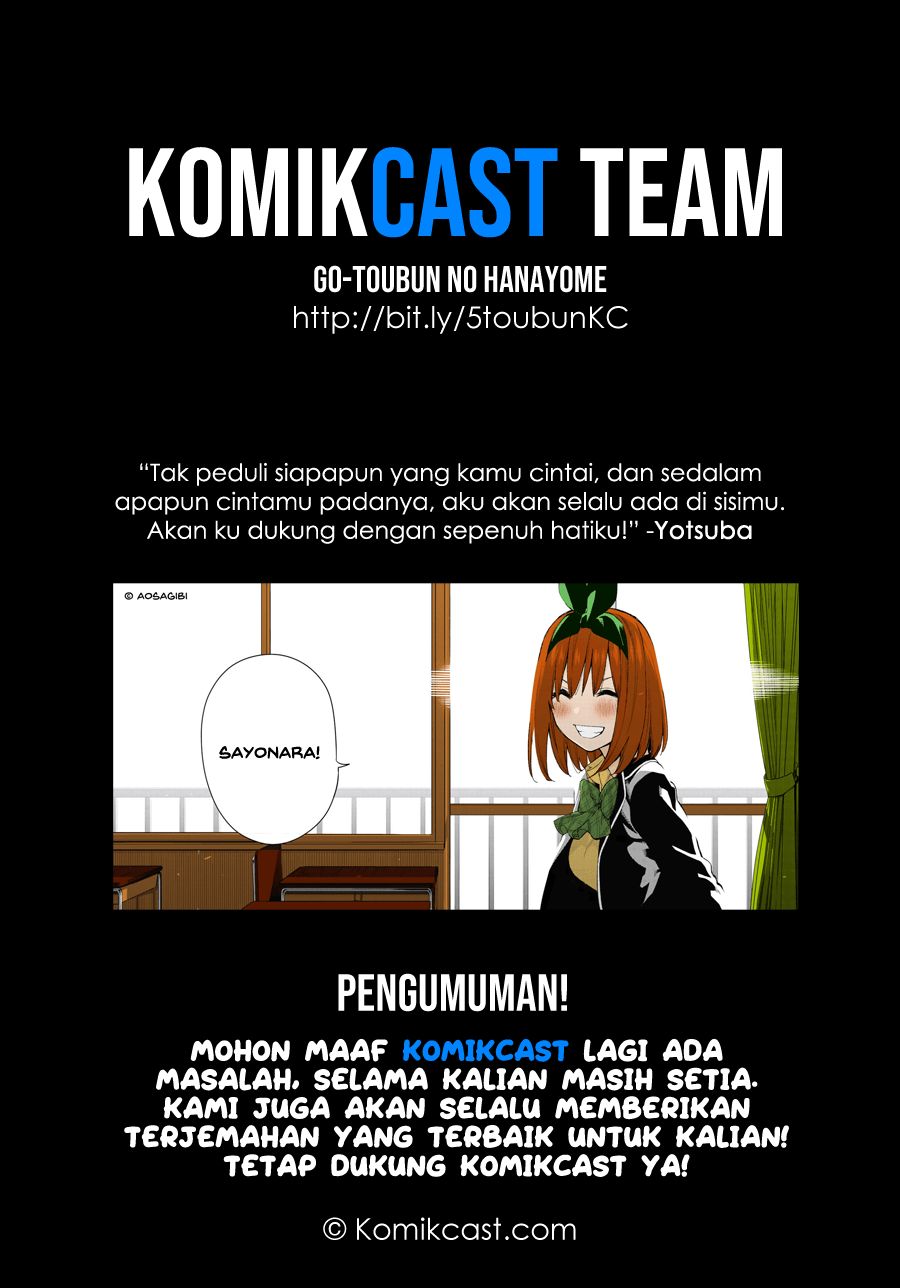 KOMIKCAST TEAM
GO-TOUBUN NO HANAYOME
http://bit.ly/5toubunKC
“Tak peduli siapapun yang kamu cintai, dan sedalam
apapun cintamu padanya, aku akan selalu ada di sisimu.
Akan ku dukung dengan sepenuh hatiku!” -Yotsuba
© AOSAGIBI
SAYONARA!
PENGUMUMAN!
MOHON MAAF KOMIKCAST LAGI ADA
MASALAH, SELAMA KALIAN MASIH SETIA.
KAMI JUGA AKAN SELALU MEMBERIKAN
TERJEMAHAN YANG TERBAIK UNTUK KALIAN!
TETAP DUKUNG KOMIKCAST YA!
© Komikcast.com